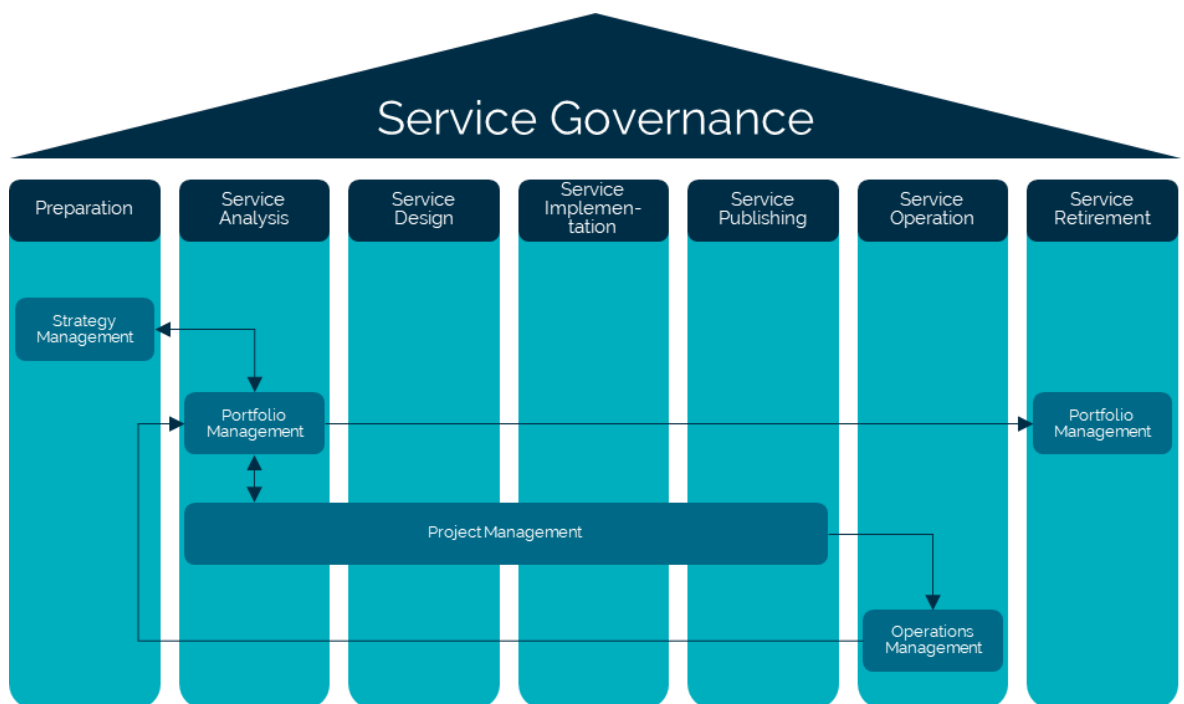 Service Governance
Preparation
Service
Analysis
Service
Design
Service
Implemen-
tation
Service
Publishing
Service
Operation
Service
Retirement
Strategy
Management
Portfolio
Management
Portfolio
Management
Project Management
Operations
Management